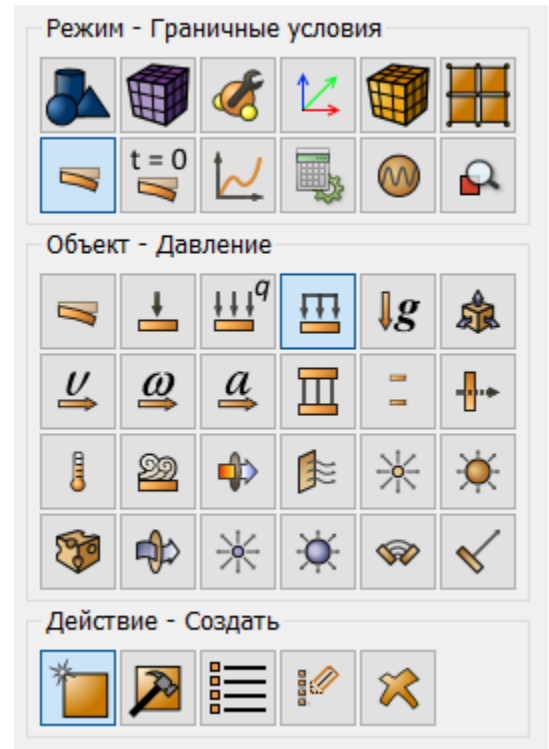 Режим - Граничные условия
t = 0
Объект - Давление
q
g
υ ω a
Действие - Создать